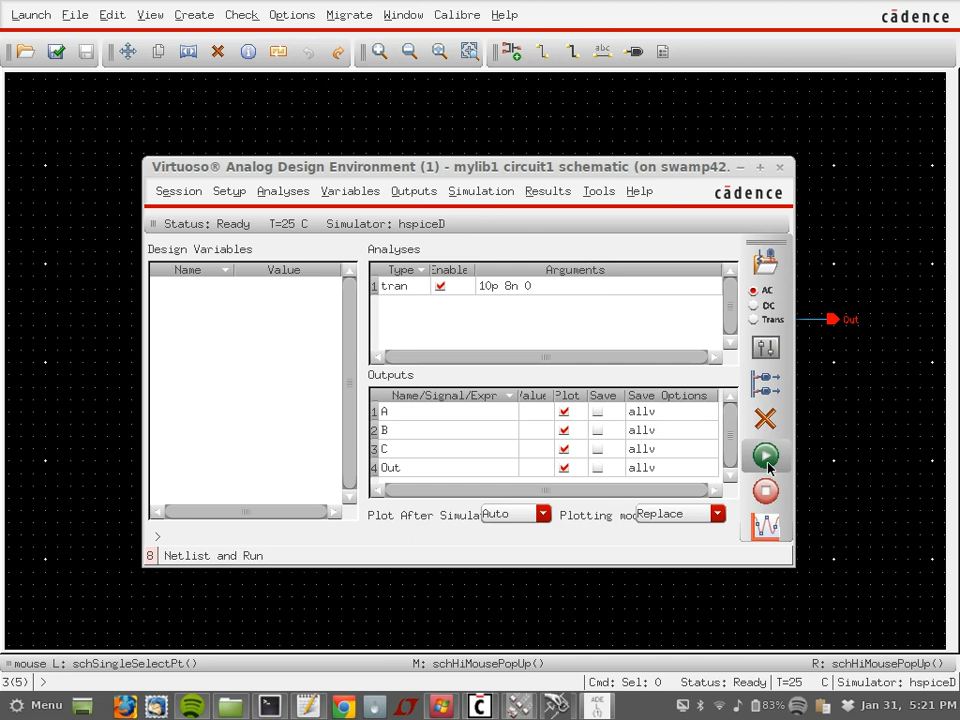 Launch File Edit View Create Check Options Migrate Window Calibre Help
cādence
abc
Virtuoso® Analog Design Environment (1) - mylib1 circuit1 schematic (on swamp42.
Session Setup Analyses Variables Outputs Simulation Results Tools Help
cādence
Status: Ready T=25 C Simulator: hspiceD
Design Variables
Name Value
Analyses
Type Enable Arguments
1 tran 10p 8n 0
AC
DC
Trans
Out
Outputs
Name/Signal/Expr Value Plot Save Save Options
1 A allv
2 B allv
3 C allv
4 Out allv
Plot After Simula Auto Plotting mo Replace
>
8 Netlist and Run
mouse L: schSingleSelectPt() M: schHiMousePopUp() R: schHiMousePopUp()
3(5) > Cmd: Sel: 0 Status: Ready T=25 C Simulator: hspiceD
Menu ADE (1) 83% Jan 31, 5:21 PM